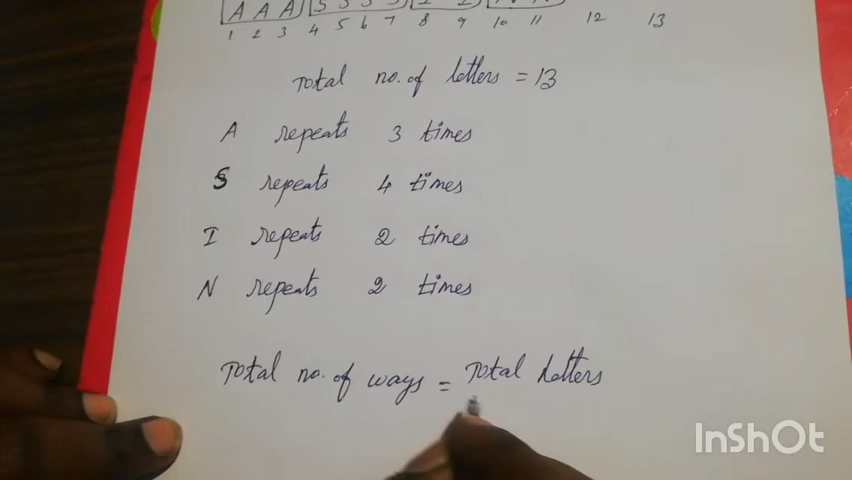 A A A S S S S I I N N
1 2 3 4 5 6 7 8 9 10 11 12 13
Total no. of letters = 13
A repeats 3 times
S repeats 4 times
I repeats 2 times
N repeats 2 times
Total no. of ways = Total letters
InShOt